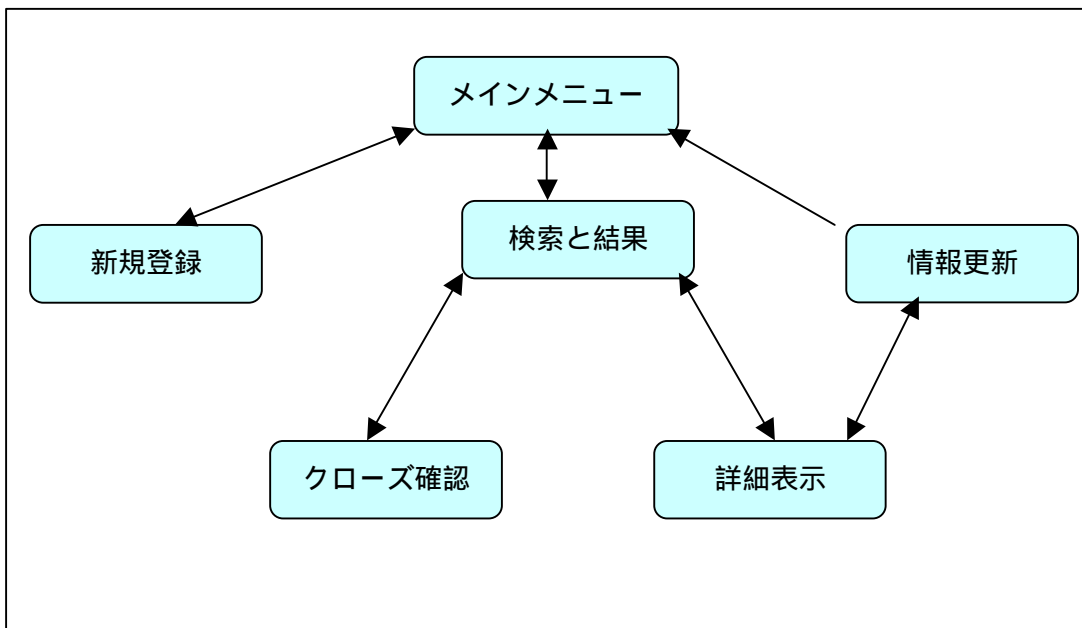 メインメニュー
新規登録
検索と結果
情報更新
クローズ確認
詳細表示